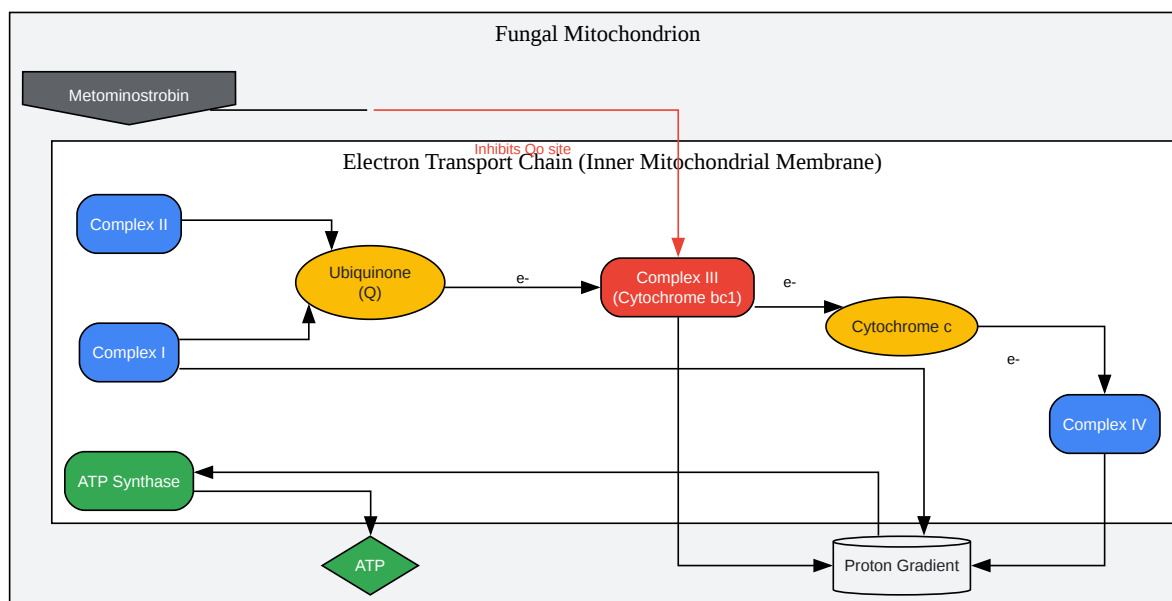 Fungal Mitochondrion
Metominostrobin
Inhibits Qo site
Electron Transport Chain (Inner Mitochondrial Membrane)
Complex II
Ubiquinone
(Q)
e-
Complex III
(Cytochrome bc1)
e-
Cytochrome c
Complex I
e-
Complex IV
ATP Synthase
ATP
Proton Gradient